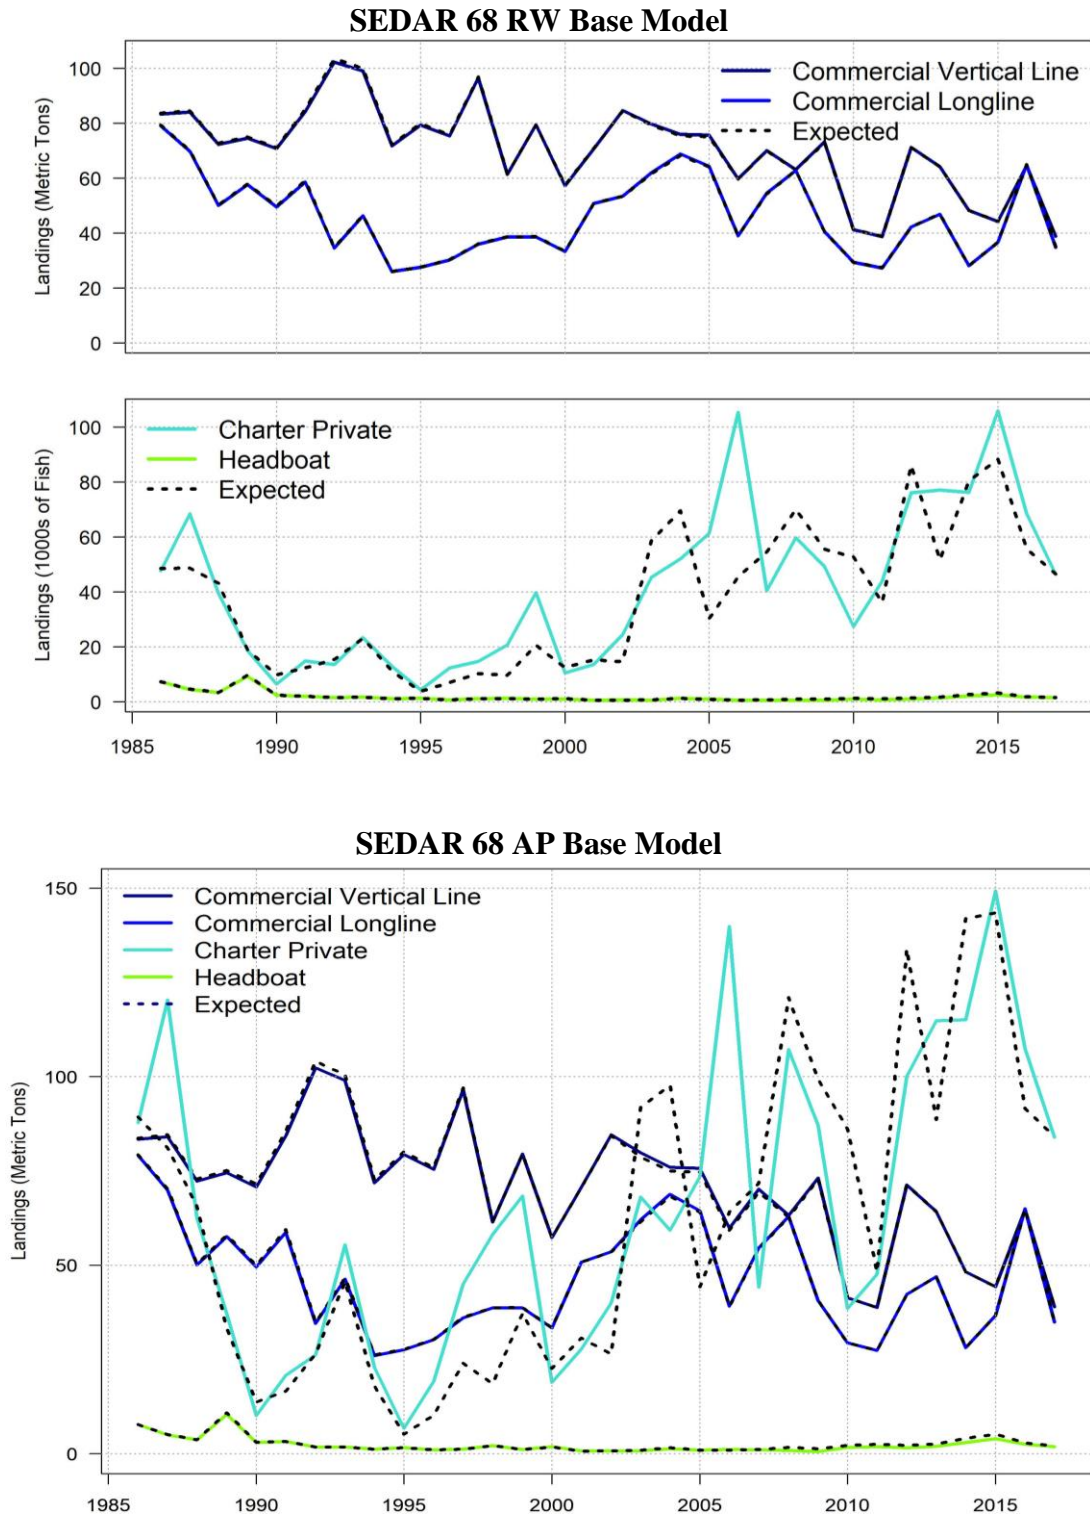 SEDAR 68 RW Base Model
Landings (Metric Tons)
100
80
60
40
20
0
Commercial Vertical Line
Commercial Longline
Expected
Landings (1000s of Fish)
100
80
60
40
20
0
Charter Private
Headboat
Expected
1985 1990 1995 2000 2005 2010 2015
SEDAR 68 AP Base Model
Landings (Metric Tons)
150
100
50
0
Commercial Vertical Line
Commercial Longline
Charter Private
Headboat
Expected
1985 1990 1995 2000 2005 2010 2015